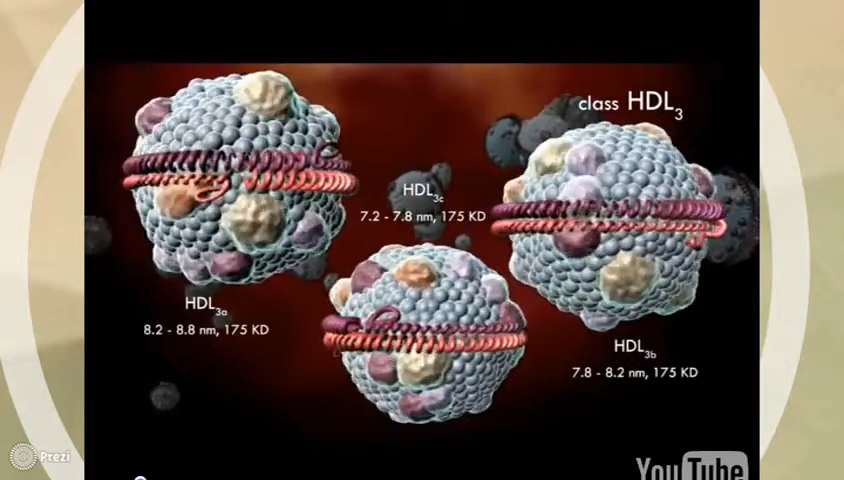 class HDL3
HDL3c
7.2 - 7.8 nm, 175 KD
HDL3a
8.2 - 8.8 nm, 175 KD
HDL3b
7.8 - 8.2 nm, 175 KD
Prezi
YouTube